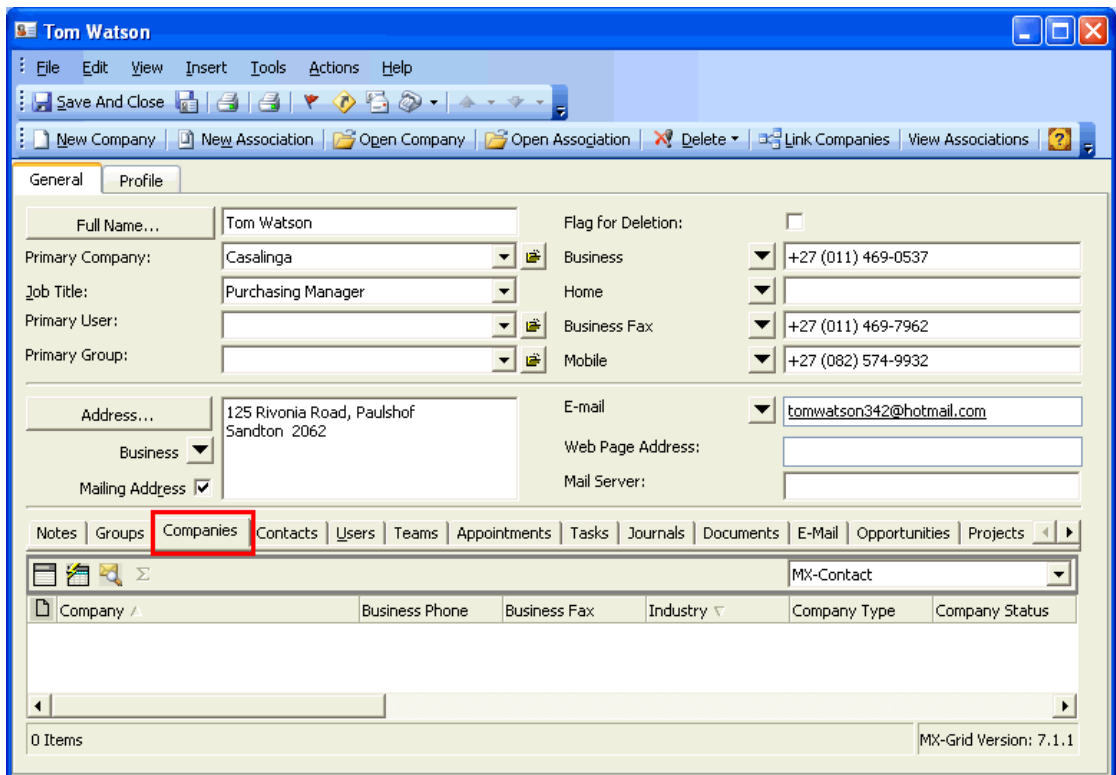 Tom Watson
File Edit View Insert Tools Actions Help
Save And Close
New Company New Association Open Company Open Association Delete Link Companies View Associations
General Profile
Full Name... Tom Watson Flag for Deletion:
Primary Company: Casalinga Business +27 (011) 469-0537
Job Title: Purchasing Manager Home
Primary User: Business Fax +27 (011) 469-7962
Primary Group: Mobile +27 (082) 574-9932
Address... 125 Rivonia Road, Paulshof E-mail tomwatson342@hotmail.com
Sandton 2062
Business Web Page Address:
Mailing Address Mail Server:
Notes Groups Companies Contacts Users Teams Appointments Tasks Journals Documents E-Mail Opportunities Projects
Σ MX-Contact
Company Business Phone Business Fax Industry Company Type Company Status
0 Items MX-Grid Version: 7.1.1